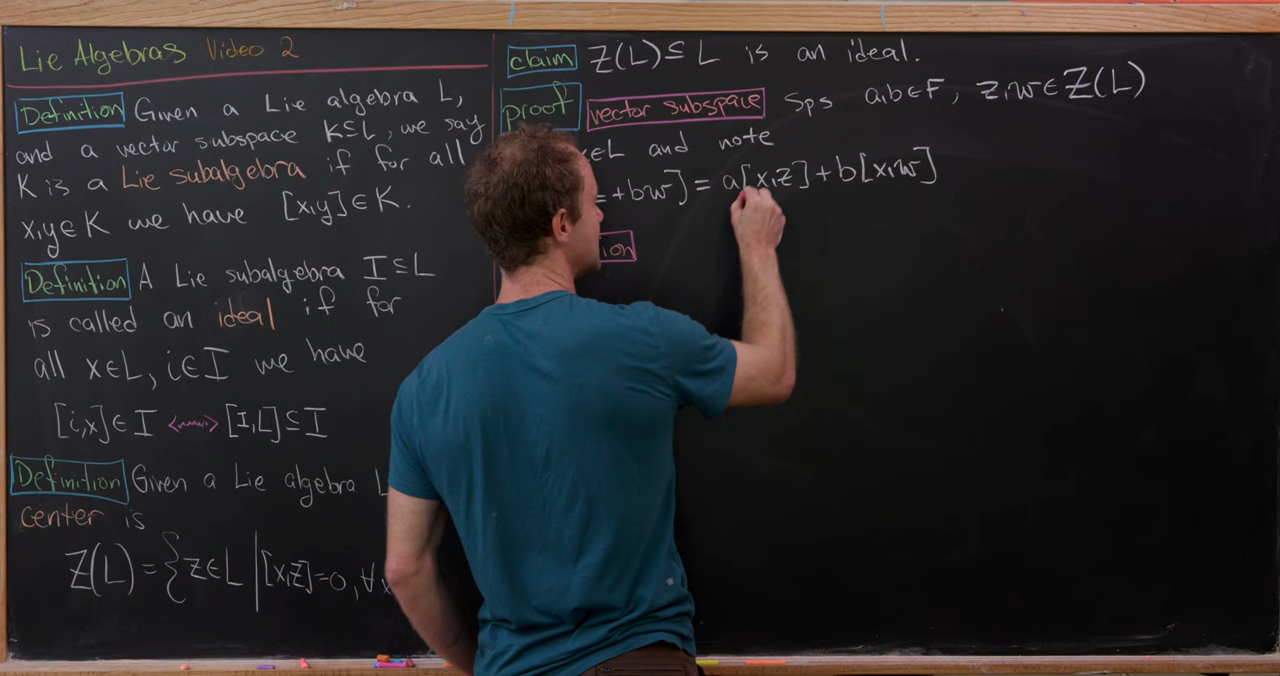 Lie Algebras Video 2
Definition Given a Lie algebra L,
and a vector subspace K⊆L, we say
K is a Lie subalgebra if for all
x,y∈K we have [x,y]∈K.
Definition A Lie subalgebra I⊆L
is called an ideal if for
all x∈L, i∈I we have
[i,x]∈I <~~~> [I,L]⊆I
Definition Given a Lie algebra L
center is
Z(L)={z∈L | [x,z]=0, ∀x
claim Z(L)⊆L is an ideal.
proof vector subspace Sps a,b∈F, z,w∈Z(L)
∈L and note
+bw]=a[x,z]+b[x,w]
ion